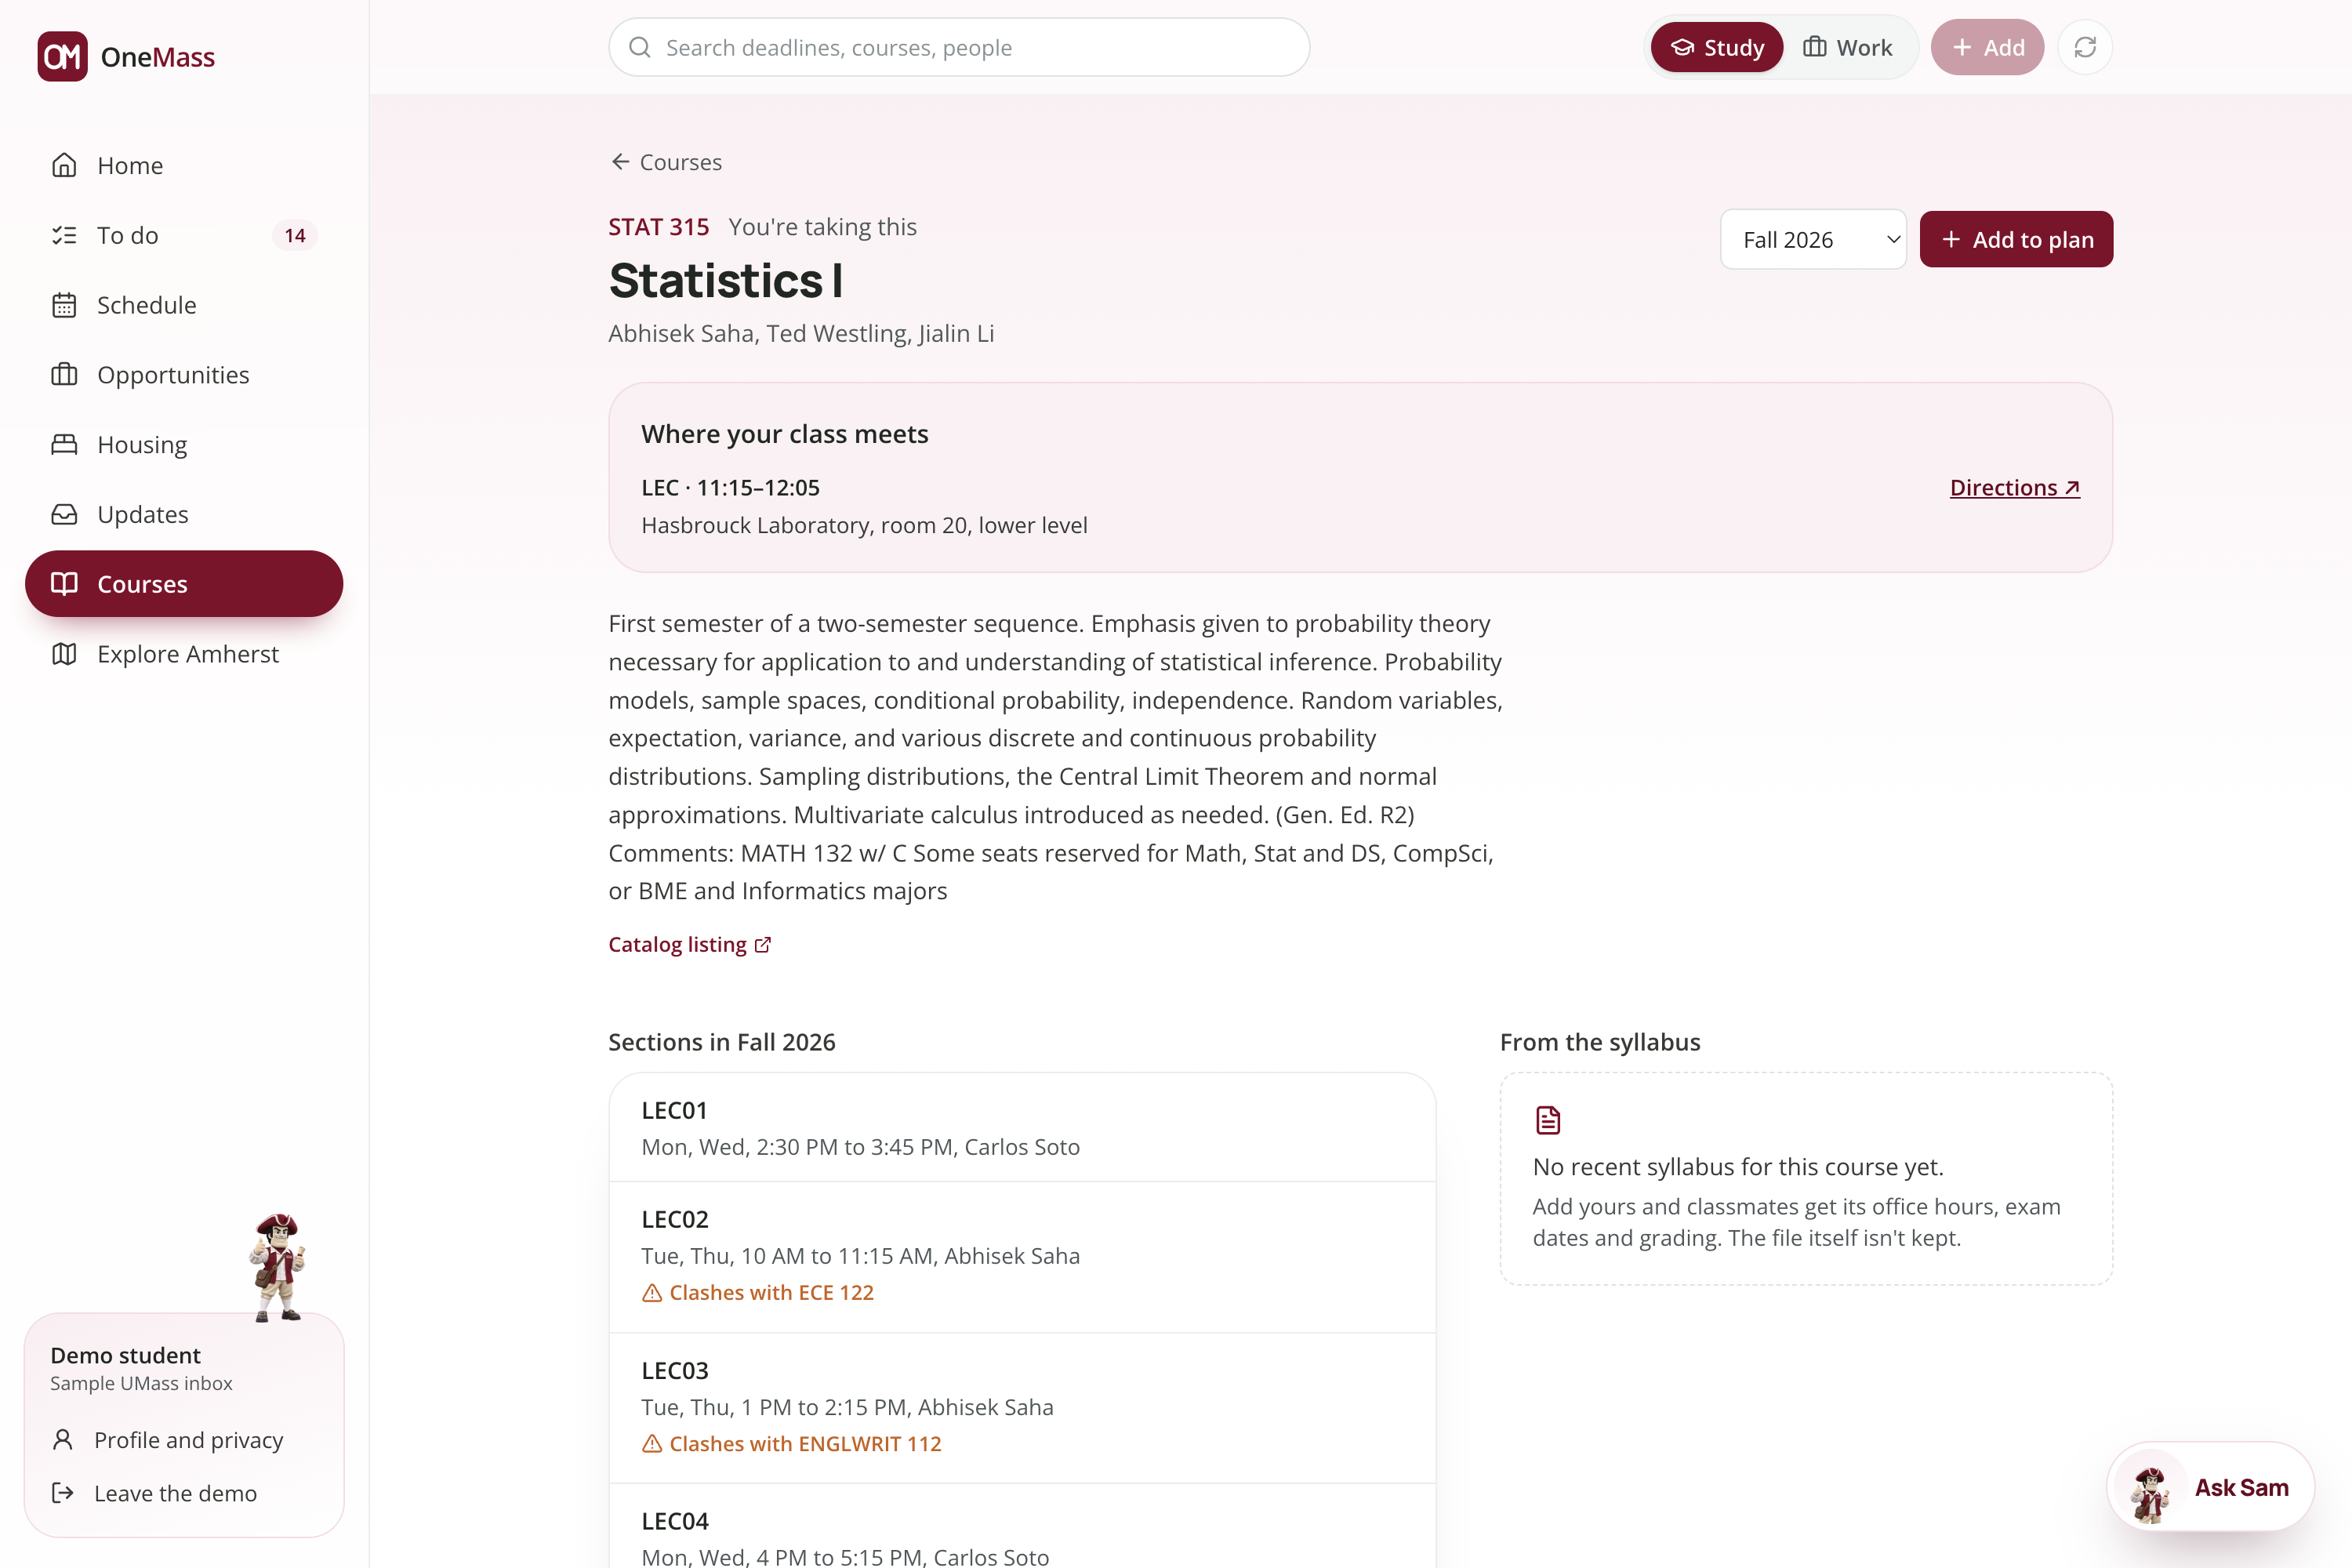 OM OneMass
Search deadlines, courses, people
Study
Work
+ Add
Home
To do 14
Schedule
Opportunities
Housing
Updates
Courses
Explore Amherst
Demo student
Sample UMass inbox
Profile and privacy
Leave the demo
← Courses
STAT 315 You're taking this
Statistics I
Abhisek Saha, Ted Westling, Jialin Li
Fall 2026
+ Add to plan
Where your class meets
LEC · 11:15–12:05
Hasbrouck Laboratory, room 20, lower level
Directions ↗
First semester of a two-semester sequence. Emphasis given to probability theory
necessary for application to and understanding of statistical inference. Probability
models, sample spaces, conditional probability, independence. Random variables,
expectation, variance, and various discrete and continuous probability
distributions. Sampling distributions, the Central Limit Theorem and normal
approximations. Multivariate calculus introduced as needed. (Gen. Ed. R2)
Comments: MATH 132 w/ C Some seats reserved for Math, Stat and DS, CompSci,
or BME and Informatics majors
Catalog listing
Sections in Fall 2026
LEC01
Mon, Wed, 2:30 PM to 3:45 PM, Carlos Soto
LEC02
Tue, Thu, 10 AM to 11:15 AM, Abhisek Saha
Clashes with ECE 122
LEC03
Tue, Thu, 1 PM to 2:15 PM, Abhisek Saha
Clashes with ENGLWRIT 112
LEC04
Mon, Wed, 4 PM to 5:15 PM, Carlos Soto
From the syllabus
No recent syllabus for this course yet.
Add yours and classmates get its office hours, exam
dates and grading. The file itself isn't kept.
Ask Sam